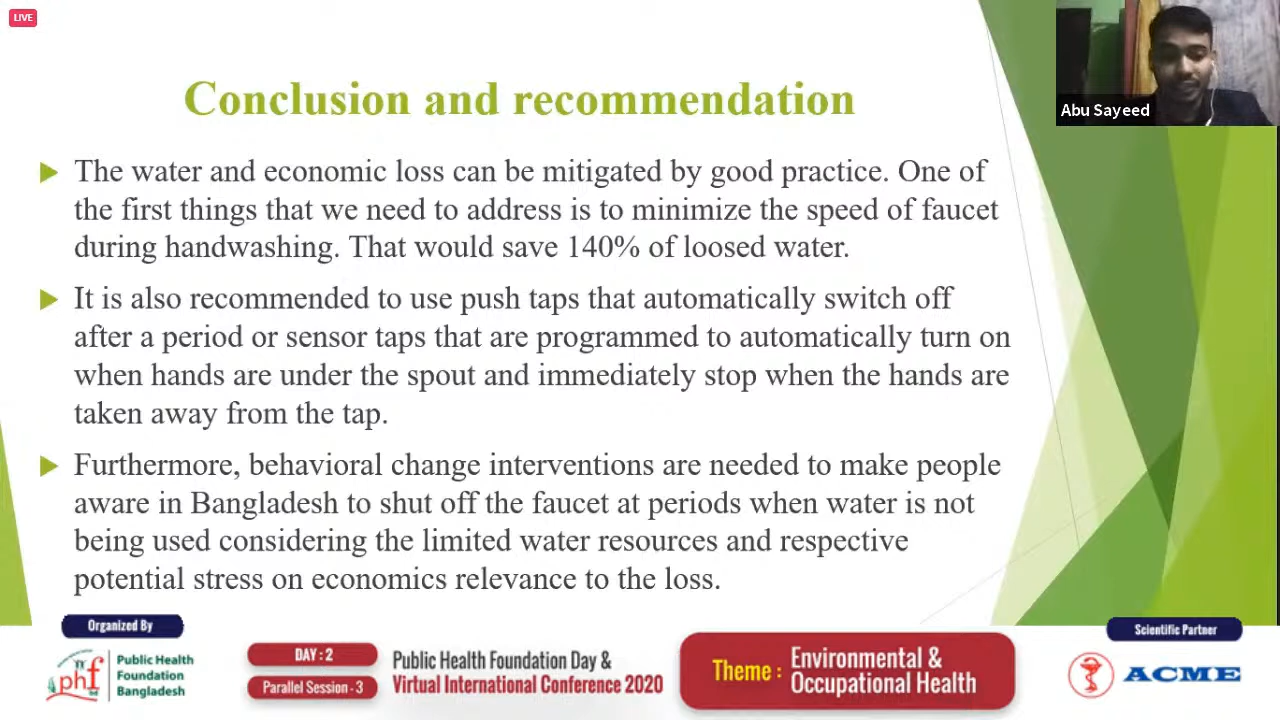 LIVE
Abu Sayeed
Conclusion and recommendation
The water and economic loss can be mitigated by good practice. One of
the first things that we need to address is to minimize the speed of faucet
during handwashing. That would save 140% of loosed water.
It is also recommended to use push taps that automatically switch off
after a period or sensor taps that are programmed to automatically turn on
when hands are under the spout and immediately stop when the hands are
taken away from the tap.
Furthermore, behavioral change interventions are needed to make people
aware in Bangladesh to shut off the faucet at periods when water is not
being used considering the limited water resources and respective
potential stress on economics relevance to the loss.
Organized By
phf
Public Health
Foundation
Bangladesh
DAY : 2
Parallel Session - 3
Public Health Foundation Day &
Virtual International Conference 2020
Theme :
Environmental &
Occupational Health
Scientific Partner
ACME